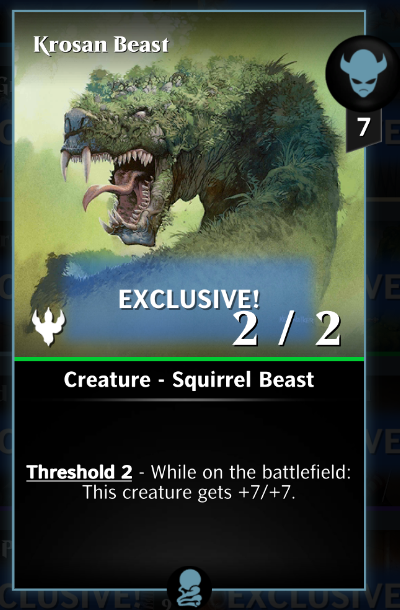 Krosan Beast
7
EXCLUSIVE!
2 / 2
Creature - Squirrel Beast
Threshold 2 - While on the battlefield:
This creature gets +7/+7.